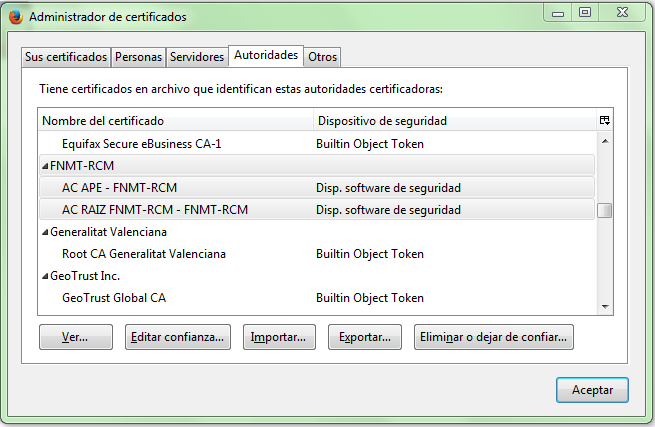 Administrador de certificados
Sus certificados Personas Servidores Autoridades Otros
Tiene certificados en archivo que identifican estas autoridades certificadoras:
Nombre del certificado Dispositivo de seguridad
Equifax Secure eBusiness CA-1 Builtin Object Token
FNMT-RCM
AC APE - FNMT-RCM Disp. software de seguridad
AC RAIZ FNMT-RCM - FNMT-RCM Disp. software de seguridad
Generalitat Valenciana
Root CA Generalitat Valenciana Builtin Object Token
GeoTrust Inc.
GeoTrust Global CA Builtin Object Token
Ver... Editar confianza... Importar... Exportar... Eliminar o dejar de confiar...
Aceptar